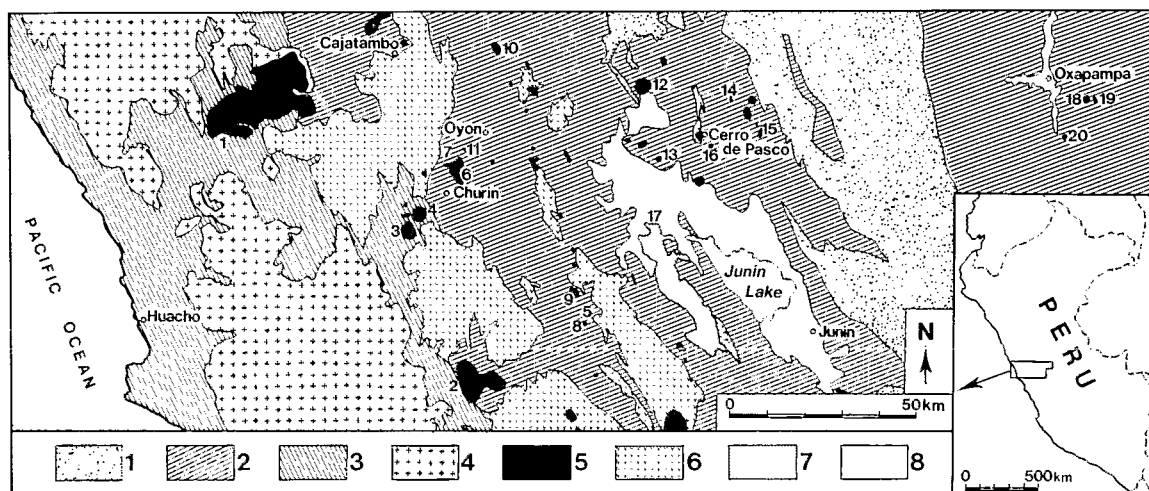 Cajatambo
10
12
14
15
Oxapampa
18
19
20
1
Oyon
7
11
6
Churin
Cerro
de Pasco
13
16
4
3
17
PACIFIC
OCEAN
Huacho
9
5
8
Junin
Lake
Junin
N
2
0 50km
PERU
0 500km
1 2 3 4 5 6 7 8